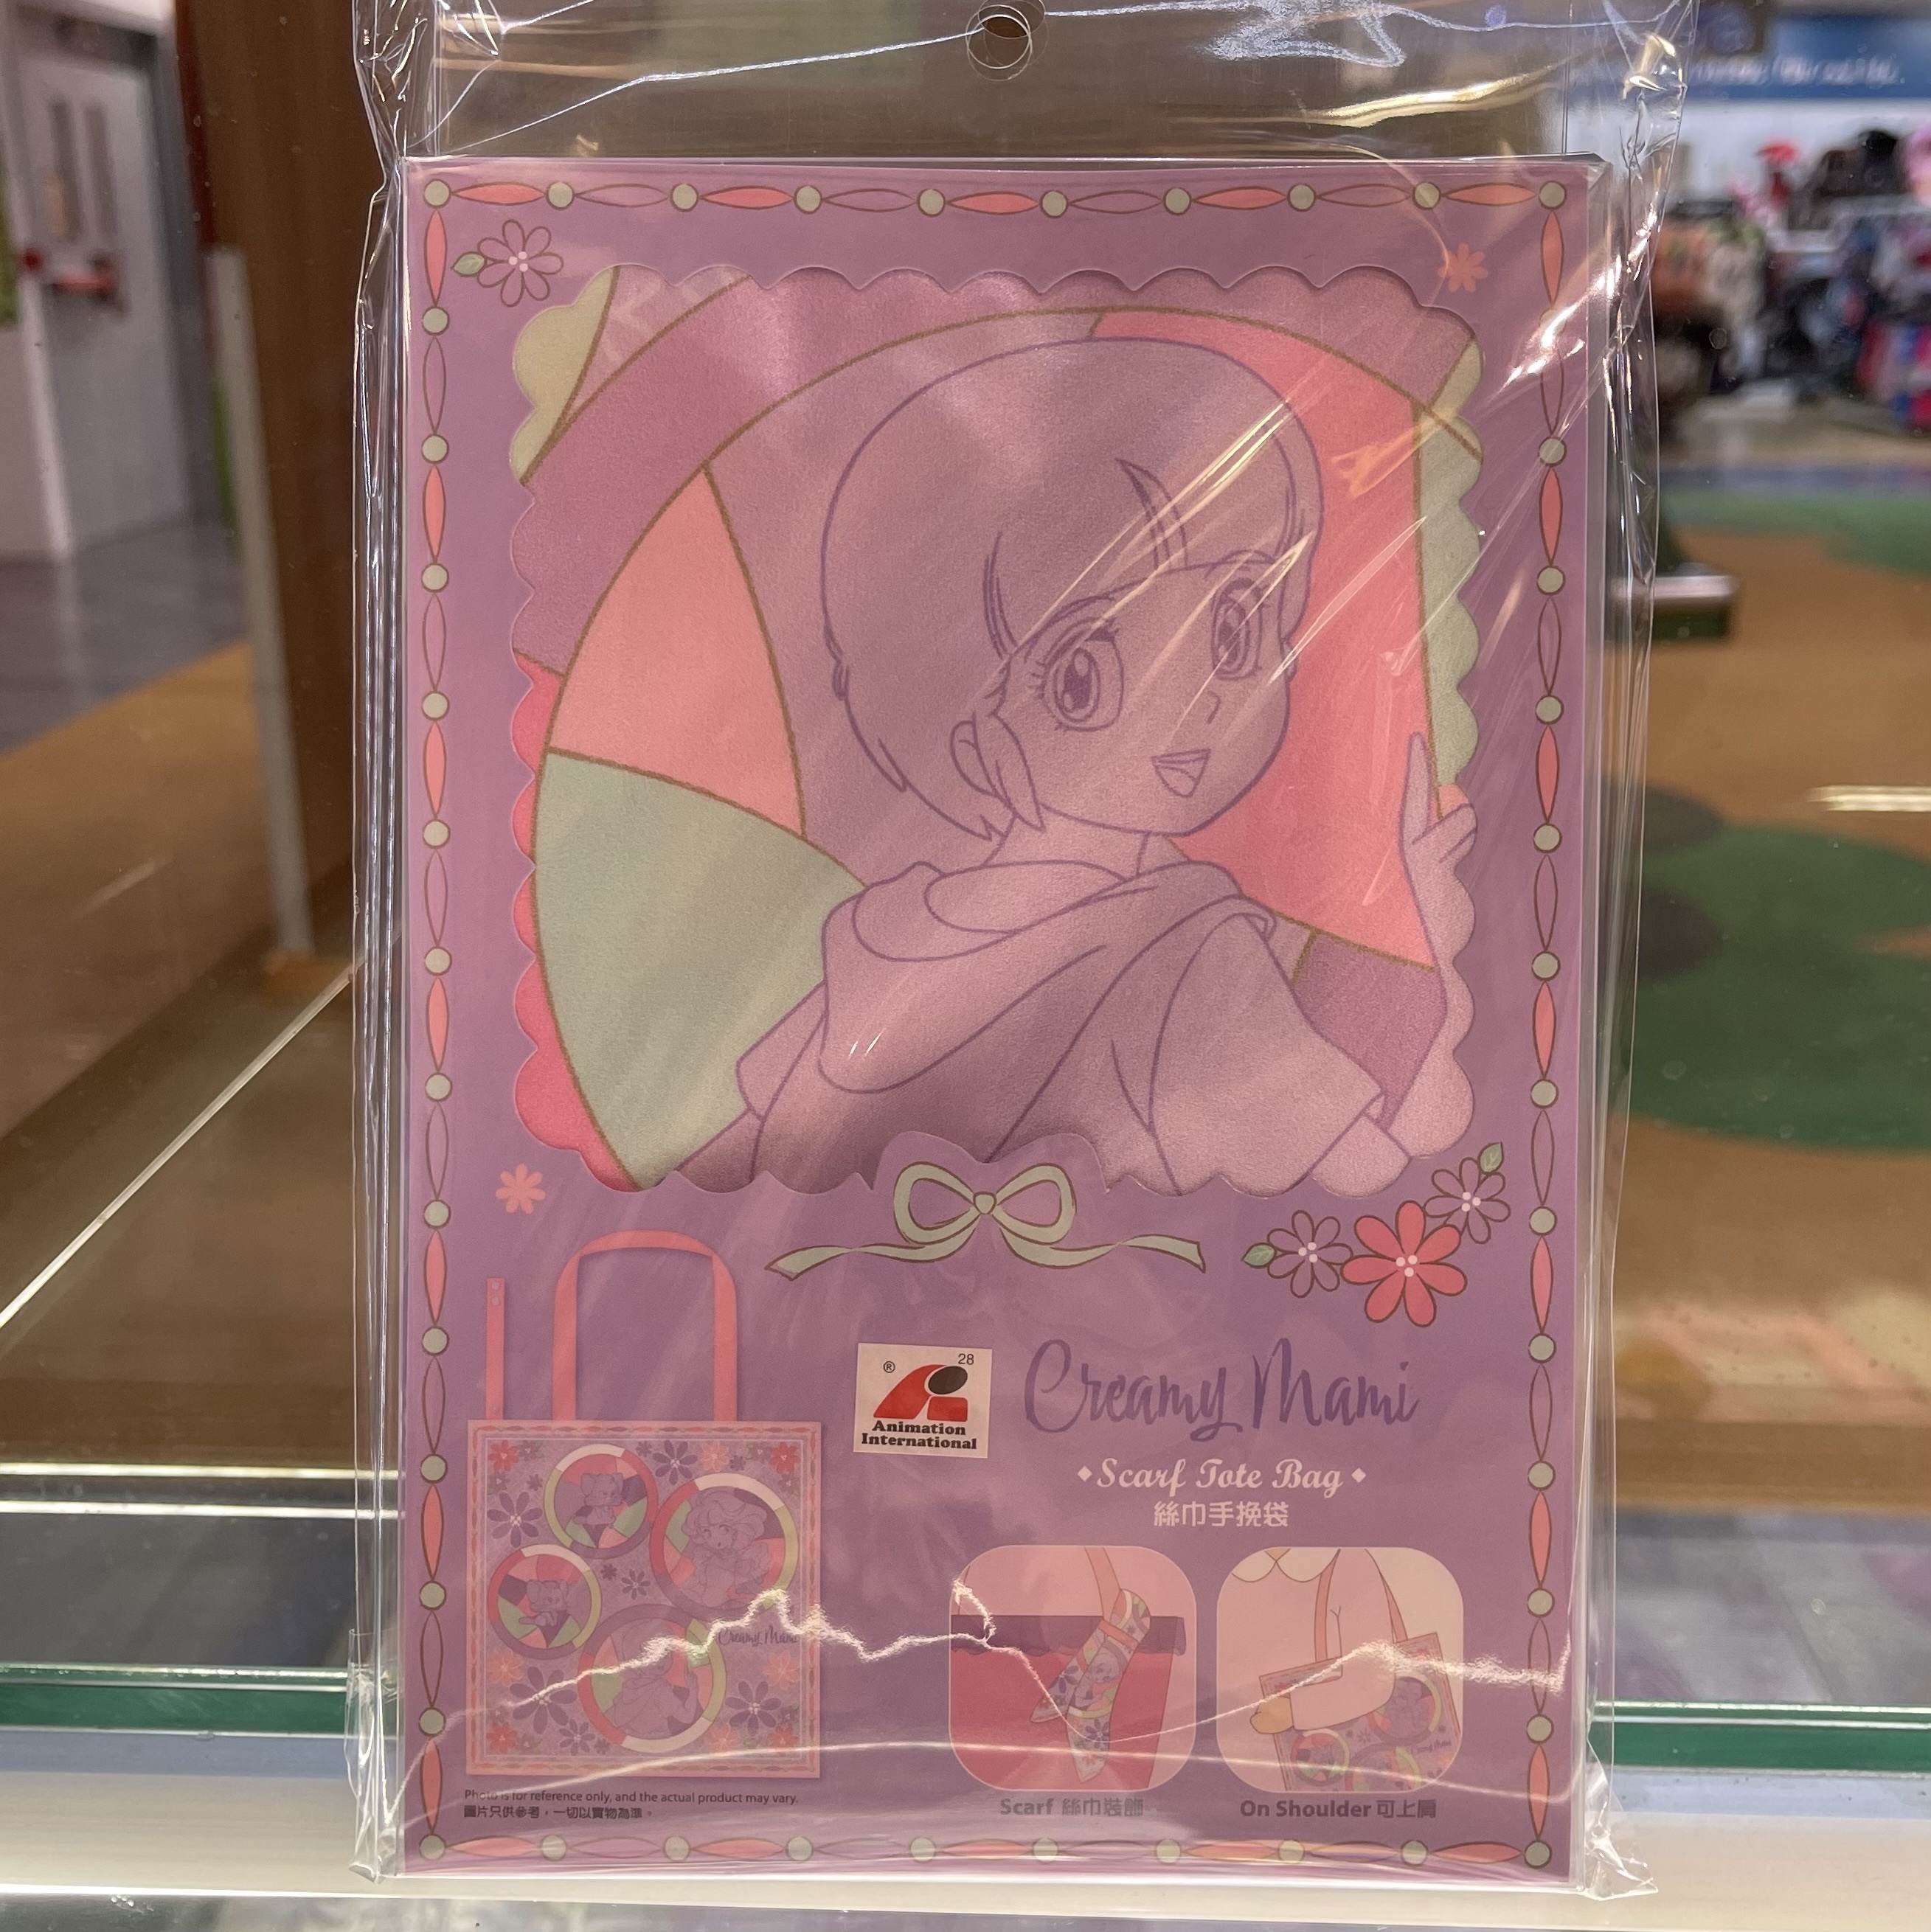 ® 28
Animation
International
Creamy Mami
Scarf Tote Bag
絲巾手挽袋
Creamy Mami
Photo is for reference only, and the actual product may vary.
圖片只供參考，一切以實物為準。
Scarf 絲巾裝飾
On Shoulder 可上肩